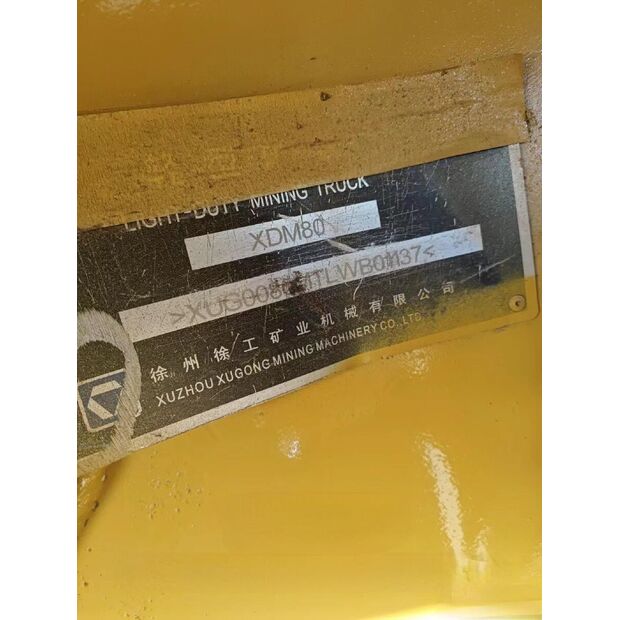 LIGHT-DUTY MINING TRUCK
XDM80
徐州徐工矿业机械有限公司
XUZHOU XUGONG MINING MACHINERY CO., LTD.